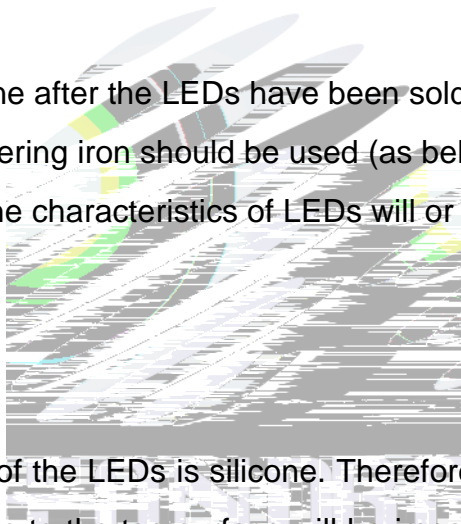 ne after the LEDs have been sold
ering iron should be used (as bel
ne characteristics of LEDs will or
of the LEDs is silicone. Therefore